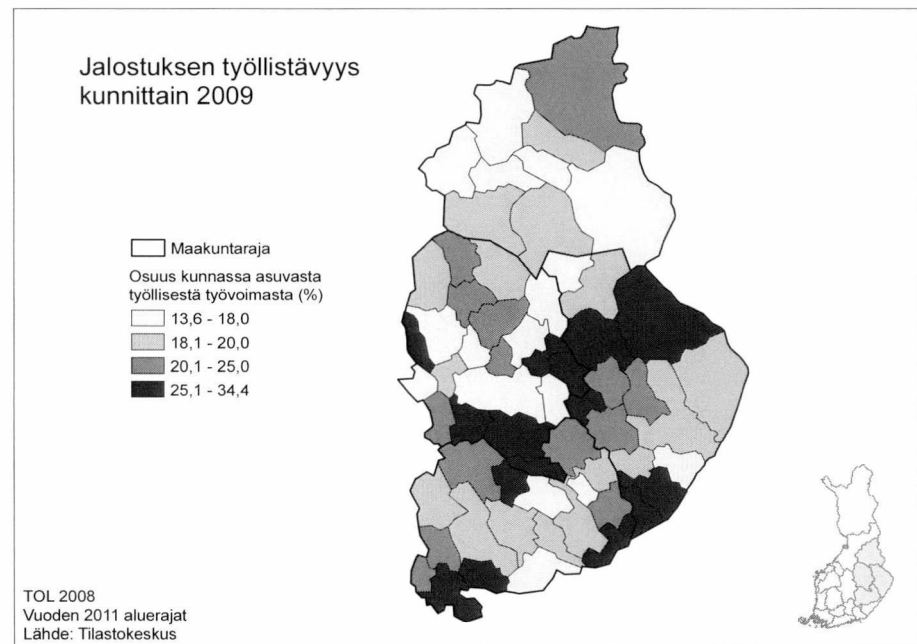 Jalostuksen työllistävyys
kunnittain 2009
Maakuntaraja
Osuus kunnassa asuvasta
työllisestä työvoimasta (%)
13,6 - 18,0
18,1 - 20,0
20,1 - 25,0
25,1 - 34,4
TOL 2008
Vuoden 2011 aluerajat
Lähde: Tilastokeskus